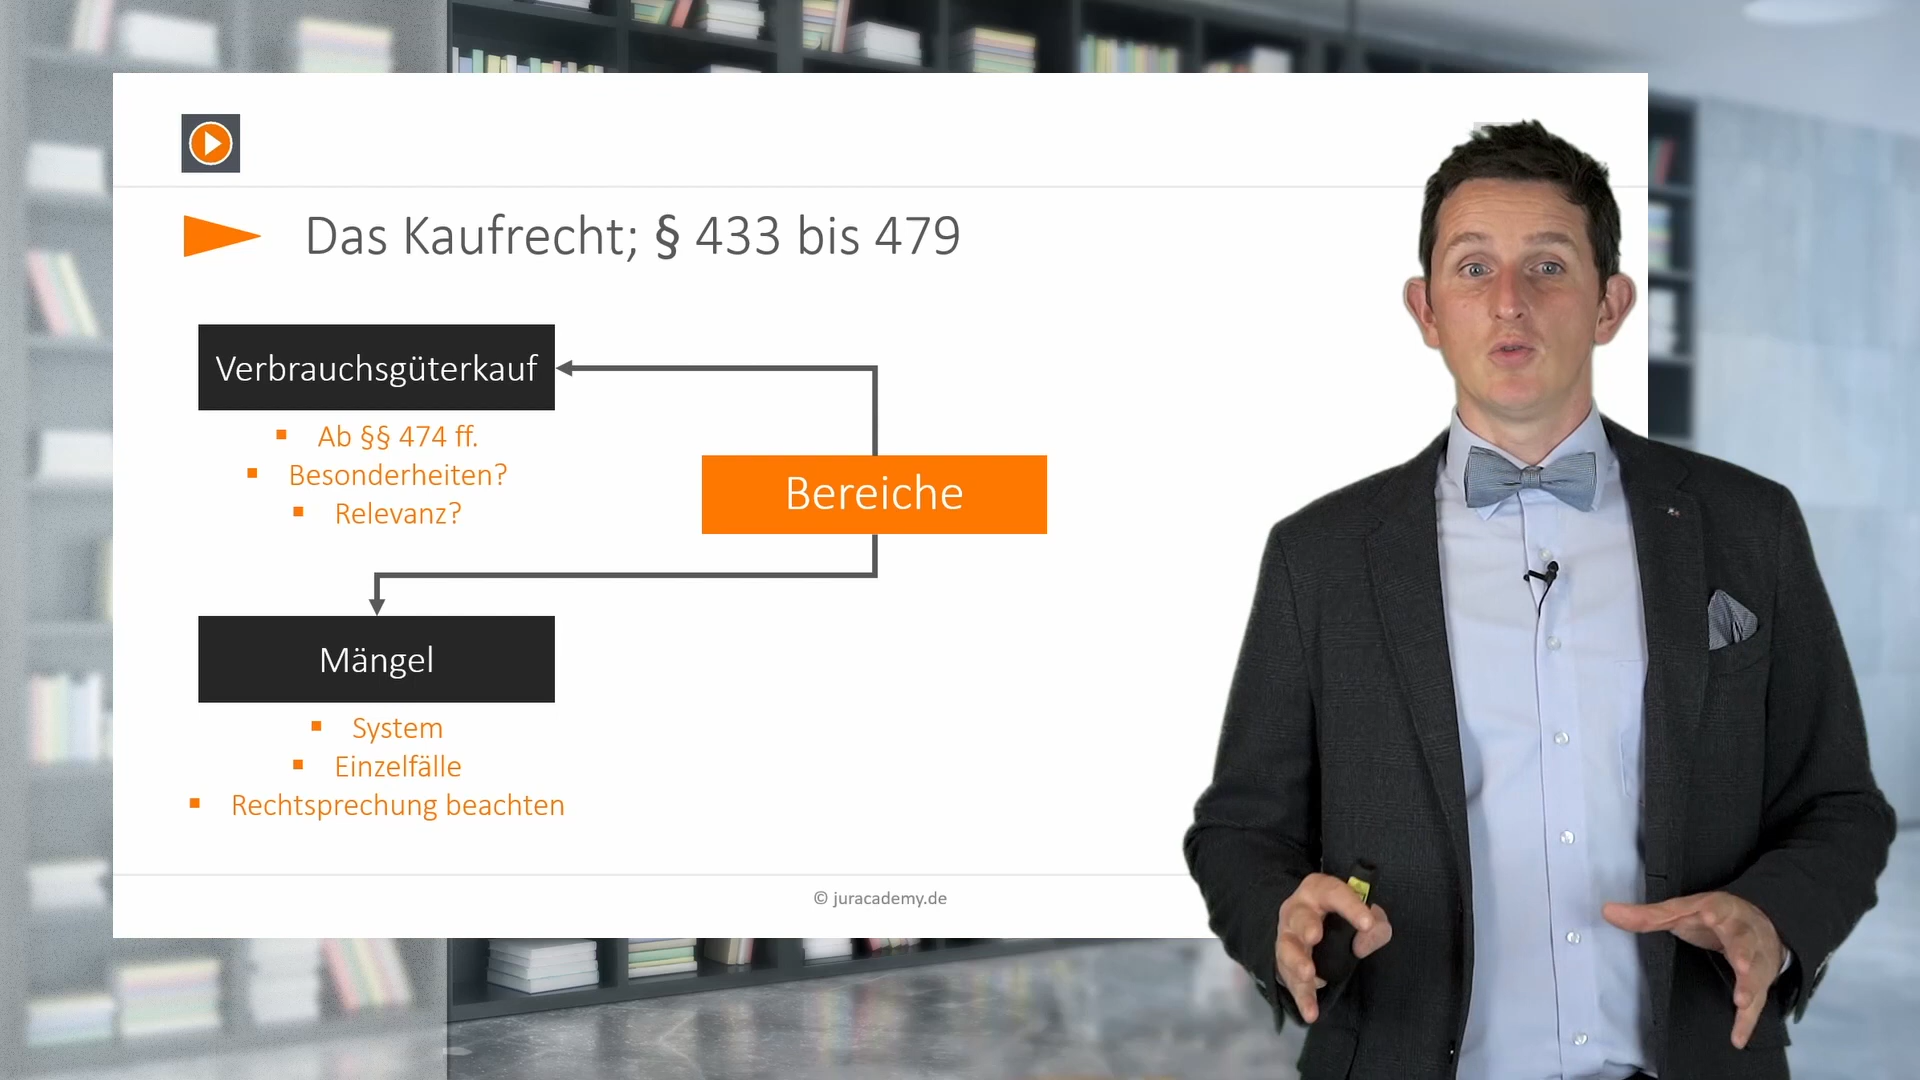 Das Kaufrecht; § 433 bis 479
Verbrauchsgüterkauf
Ab §§ 474 ff.
Besonderheiten?
Relevanz?
Bereiche
Mängel
System
Einzelfälle
Rechtsprechung beachten
© juracademy.de